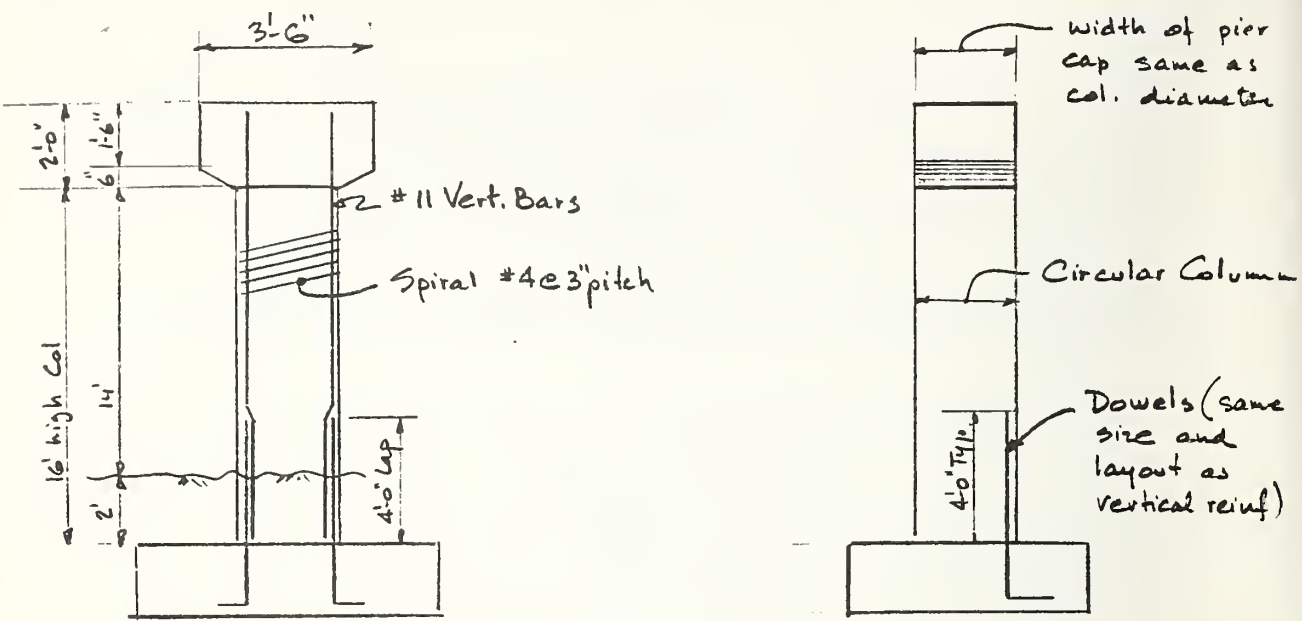 3'-6"
2'-0"
1'-6"
6"
# 11 Vert. Bars
Spiral #4 @ 3" pitch
16' high Col
14'
2'
4'-0" Lap
width of pier
cap same as
col. diameter
Circular Column
Dowels (same
size and
layout as
vertical reinf)
4'-0" Typ.